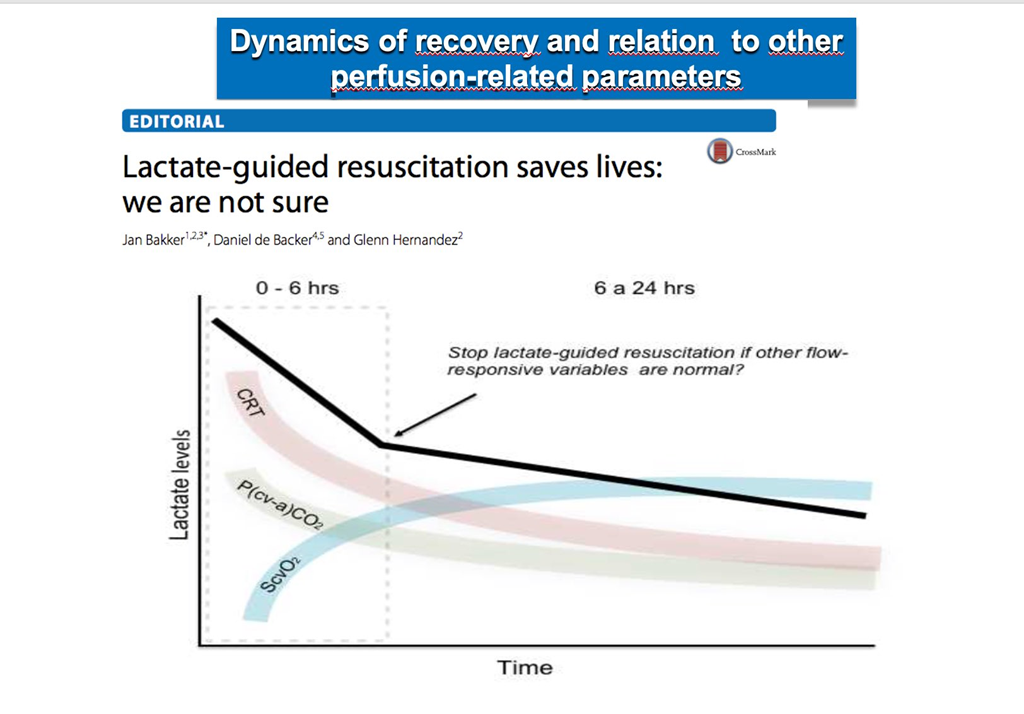 Dynamics of recovery and relation to other
perfusion-related parameters
EDITORIAL
CrossMark
Lactate-guided resuscitation saves lives:
we are not sure
Jan Bakker1,2,3*, Daniel de Backer4,5 and Glenn Hernandez2
0 - 6 hrs
6 a 24 hrs
Stop lactate-guided resuscitation if other flow-
responsive variables are normal?
CRT
P(cv-a)CO2
ScvO2
Lactate levels
Time